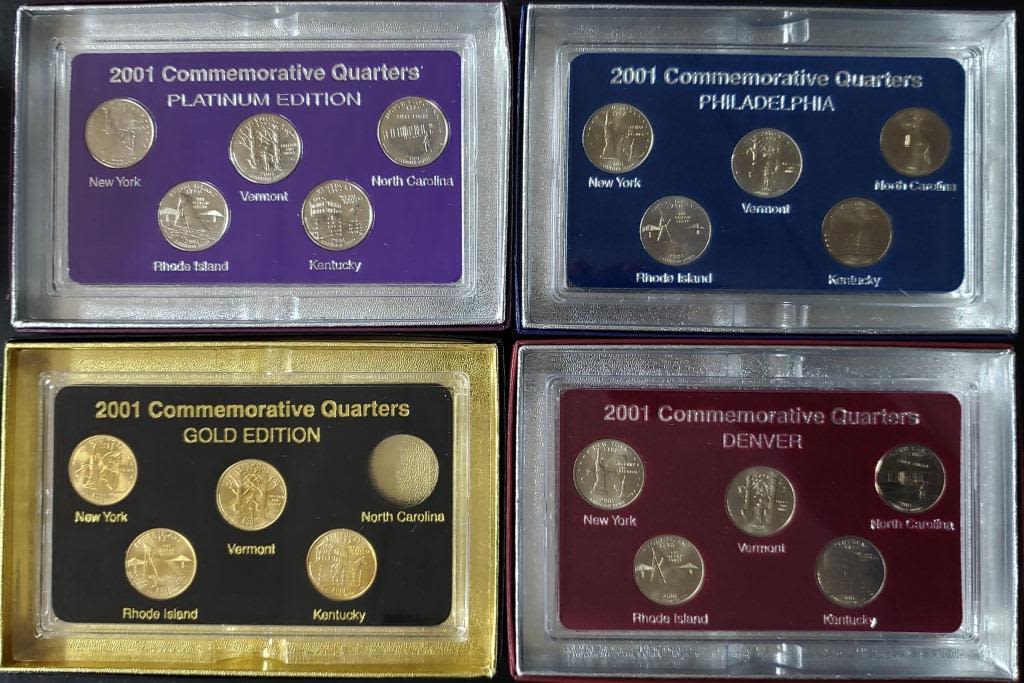 2001 Commemorative Quarters
PLATINUM EDITION
New York
Vermont
North Carolina
Rhode Island
Kentucky
2001 Commemorative Quarters
PHILADELPHIA
New York
Vermont
North Carolina
Rhode Island
Kentucky
2001 Commemorative Quarters
GOLD EDITION
New York
Vermont
North Carolina
Rhode Island
Kentucky
2001 Commemorative Quarters
DENVER
New York
Vermont
North Carolina
Rhode Island
Kentucky